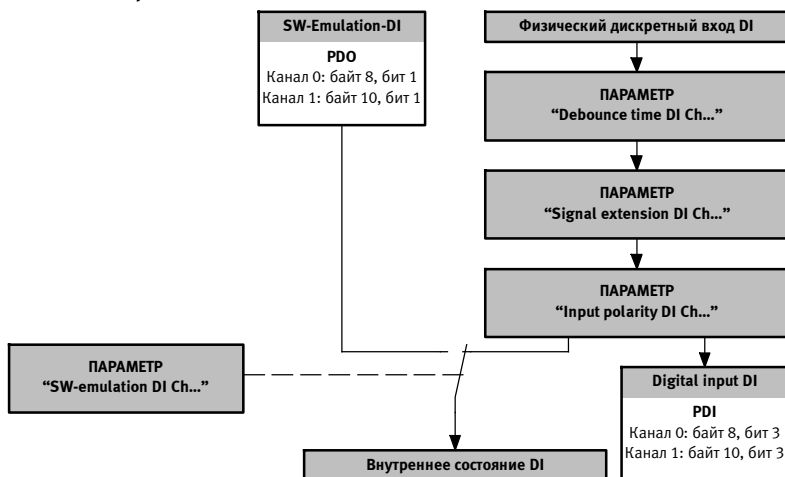 SW-Emulation-DI
PDO
Канал 0: байт 8, бит 1
Канал 1: байт 10, бит 1
Физический дискретный вход DI
ПАРАМЕТР
“Debounce time DI Ch...”
ПАРАМЕТР
“Signal extension DI Ch...”
ПАРАМЕТР
“Input polarity DI Ch...”
ПАРАМЕТР
“SW-emulation DI Ch...”
Digital input DI
PDI
Канал 0: байт 8, бит 3
Канал 1: байт 10, бит 3
Внутреннее состояние DI